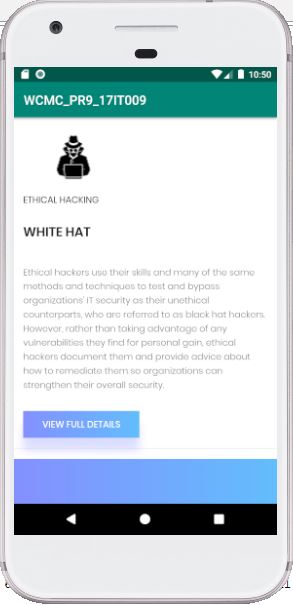 10:50
WCMC_PR9_17IT009
ETHICAL HACKING
WHITE HAT
Ethical hackers use their skills and many of the same
methods and techniques to test and bypass
organizations' IT security as their unethical
counterparts, who are referred to as black hat hackers.
However, rather than taking advantage of any
vulnerabilities they find for personal gain, ethical
hackers document them and provide advice about
how to remediate them so organizations can
strengthen their overall security.
VIEW FULL DETAILS